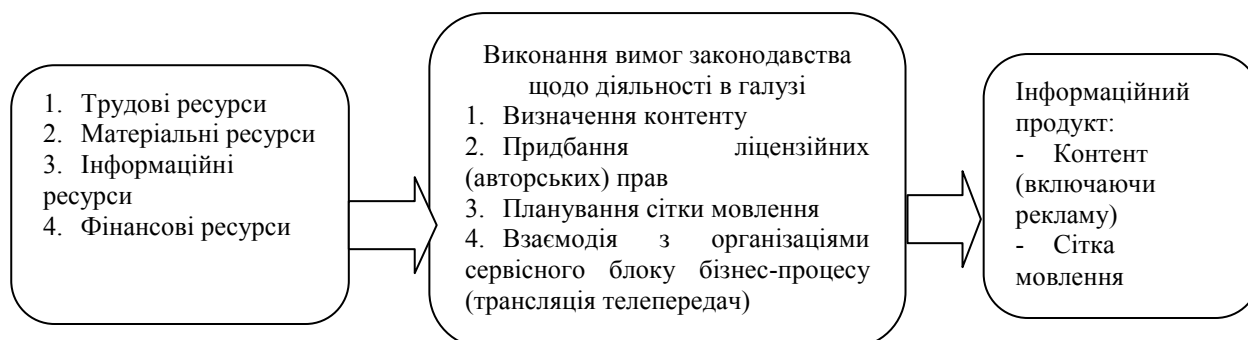 1. Трудові ресурси
2. Матеріальні ресурси
3. Інформаційні
ресурси
4. Фінансові ресурси
Виконання вимог законодавства
щодо діяльності в галузі
1. Визначення контенту
2. Придбання ліцензійних
(авторських) прав
3. Планування сітки мовлення
4. Взаємодія з організаціями
сервісного блоку бізнес-процесу
(трансляція телепередач)
Інформаційний
продукт:
- Контент
(включаючи
рекламу)
- Сітка
мовлення